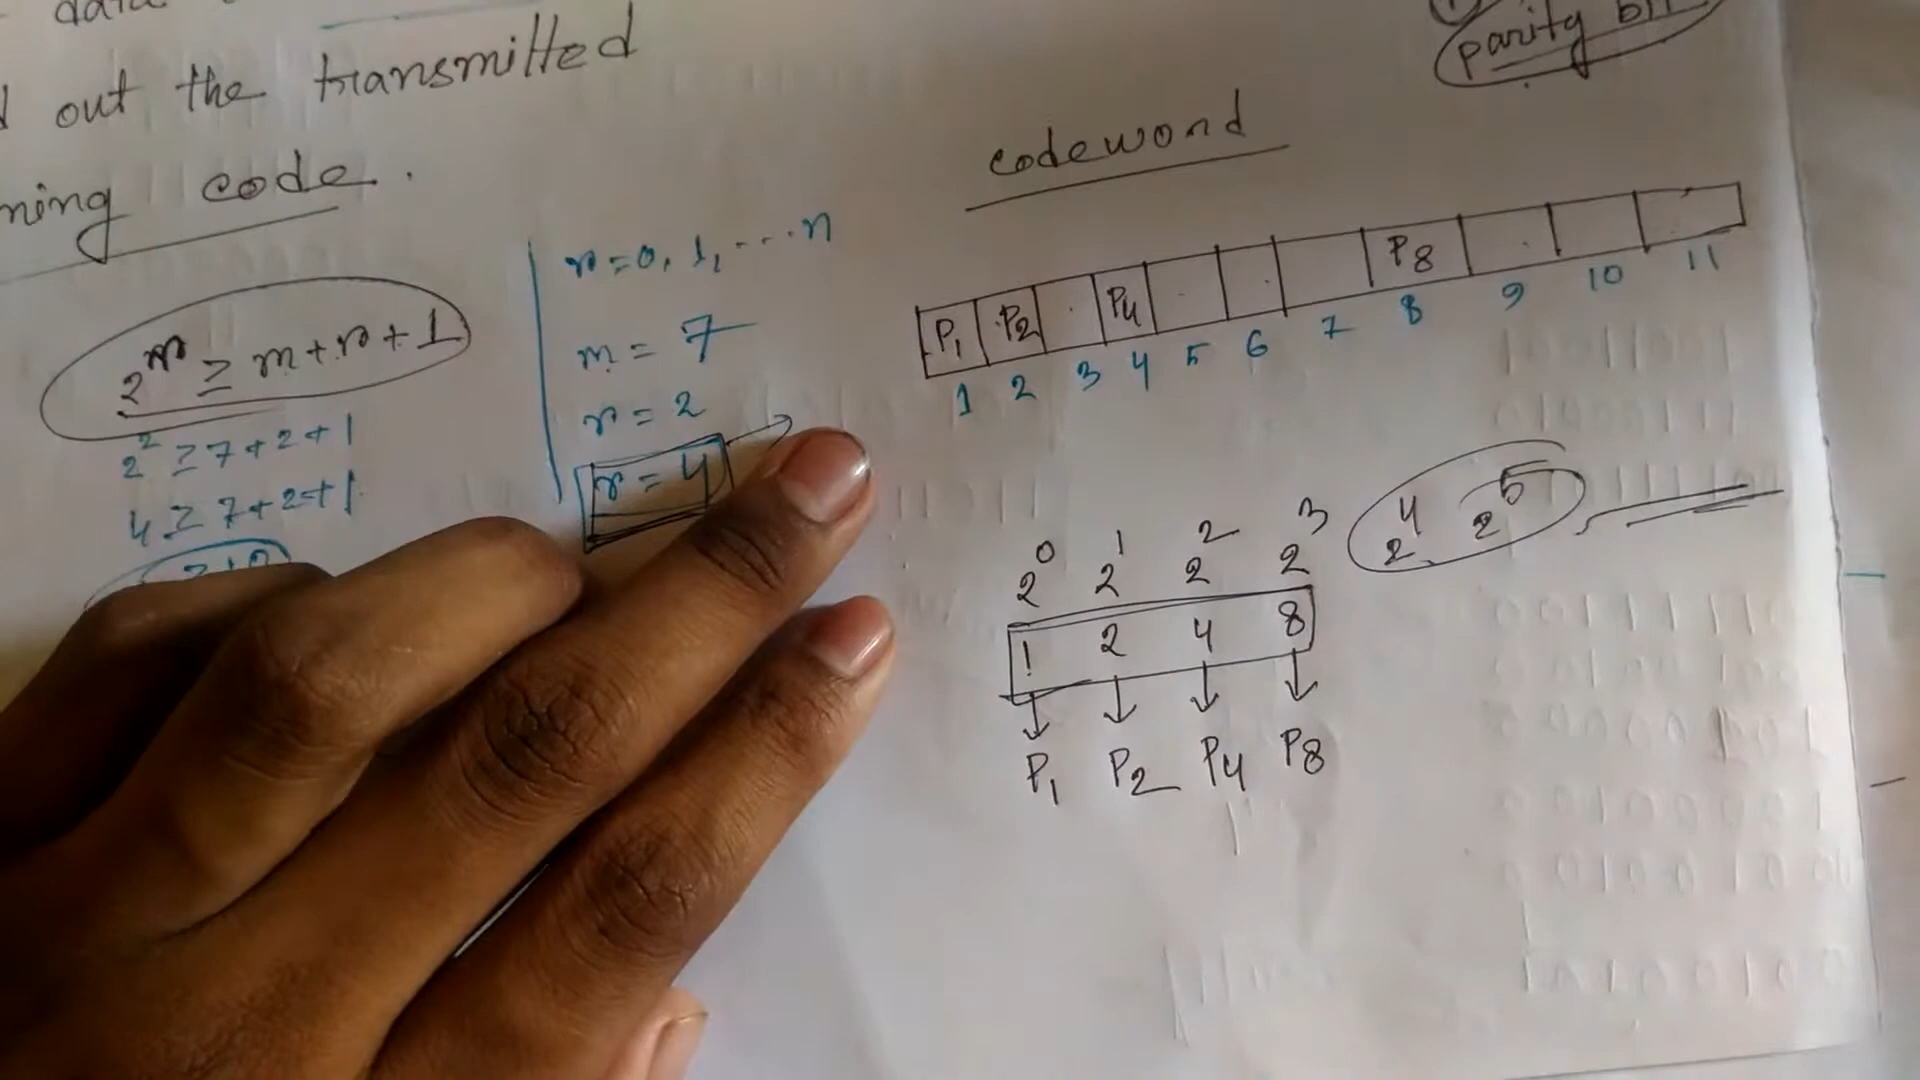 data
out the transmitted
ning code.
2^r ≥ m+r+1
2^2 ≥ 7+2+1
4 ≥ 7+2+1
r=0, 1, ... n
m = 7
r = 2
r = 4
parity bit
codeword
P1 P2 P4 P8
1 2 3 4 5 6 7 8 9 10 11
2^0 2^1 2^2 2^3 2^4 2^5
1 2 4 8
↓ ↓ ↓ ↓
P1 P2 P4 P8